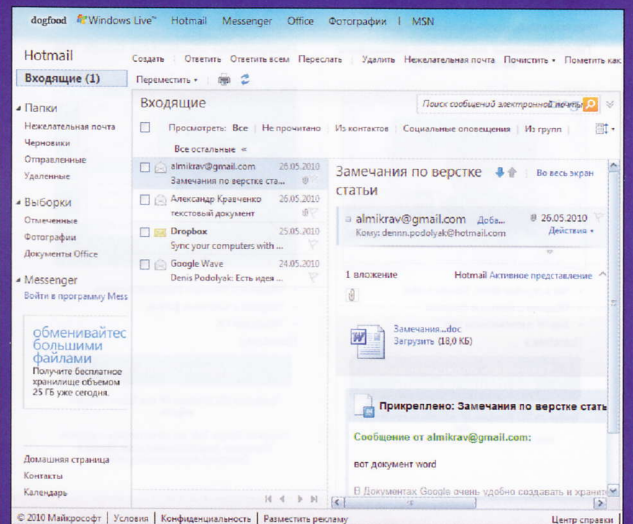 dogfood Windows Live™ Hotmail Messenger Office Фотографии | MSN
Hotmail
Создать Ответить Ответить всем Переслать Удалить Нежелательная почта Почистить Пометить как
Входящие (1)
Переместить
Папки
Нежелательная почта
Черновики
Отправленные
Удаленные
Выборки
Отмеченные
Фотографии
Документы Office
Messenger
Войти в программу Mess
обменивайтес
большими
файлами
Получите бесплатное
хранилище объемом
25 ГБ уже сегодня.
Домашняя страница
Контакты
Календарь
Входящие
Поиск сообщений электронной
Просмотреть: Все Не прочитано Из контактов Социальные оповещения Из групп
Все остальные «
almikrav@gmail.com 26.05.2010
Замечания по верстке ста...
Александр Кравченко 26.05.2010
текстовый документ
Dropbox 25.05.2010
Sync your computers with ...
Google Wave 24.05.2010
Denis Podolyak: Есть идея ...
Замечания по верстке
статьи
Во весь экран
almikrav@gmail.com Доба... 26.05.2010
Кому: dennn.podolyak@hotmail.com Действия
1 вложение Hotmail Активное представление
Замечания...doc
Загрузить (18,0 КБ)
Прикреплено: Замечания по верстке стать
Сообщение от almikrav@gmail.com:
вот документ word
В Документах Google очень удобно создавать и хранит
© 2010 Майкрософт | Условия | Конфиденциальность | Разместить рекламу Центр справки